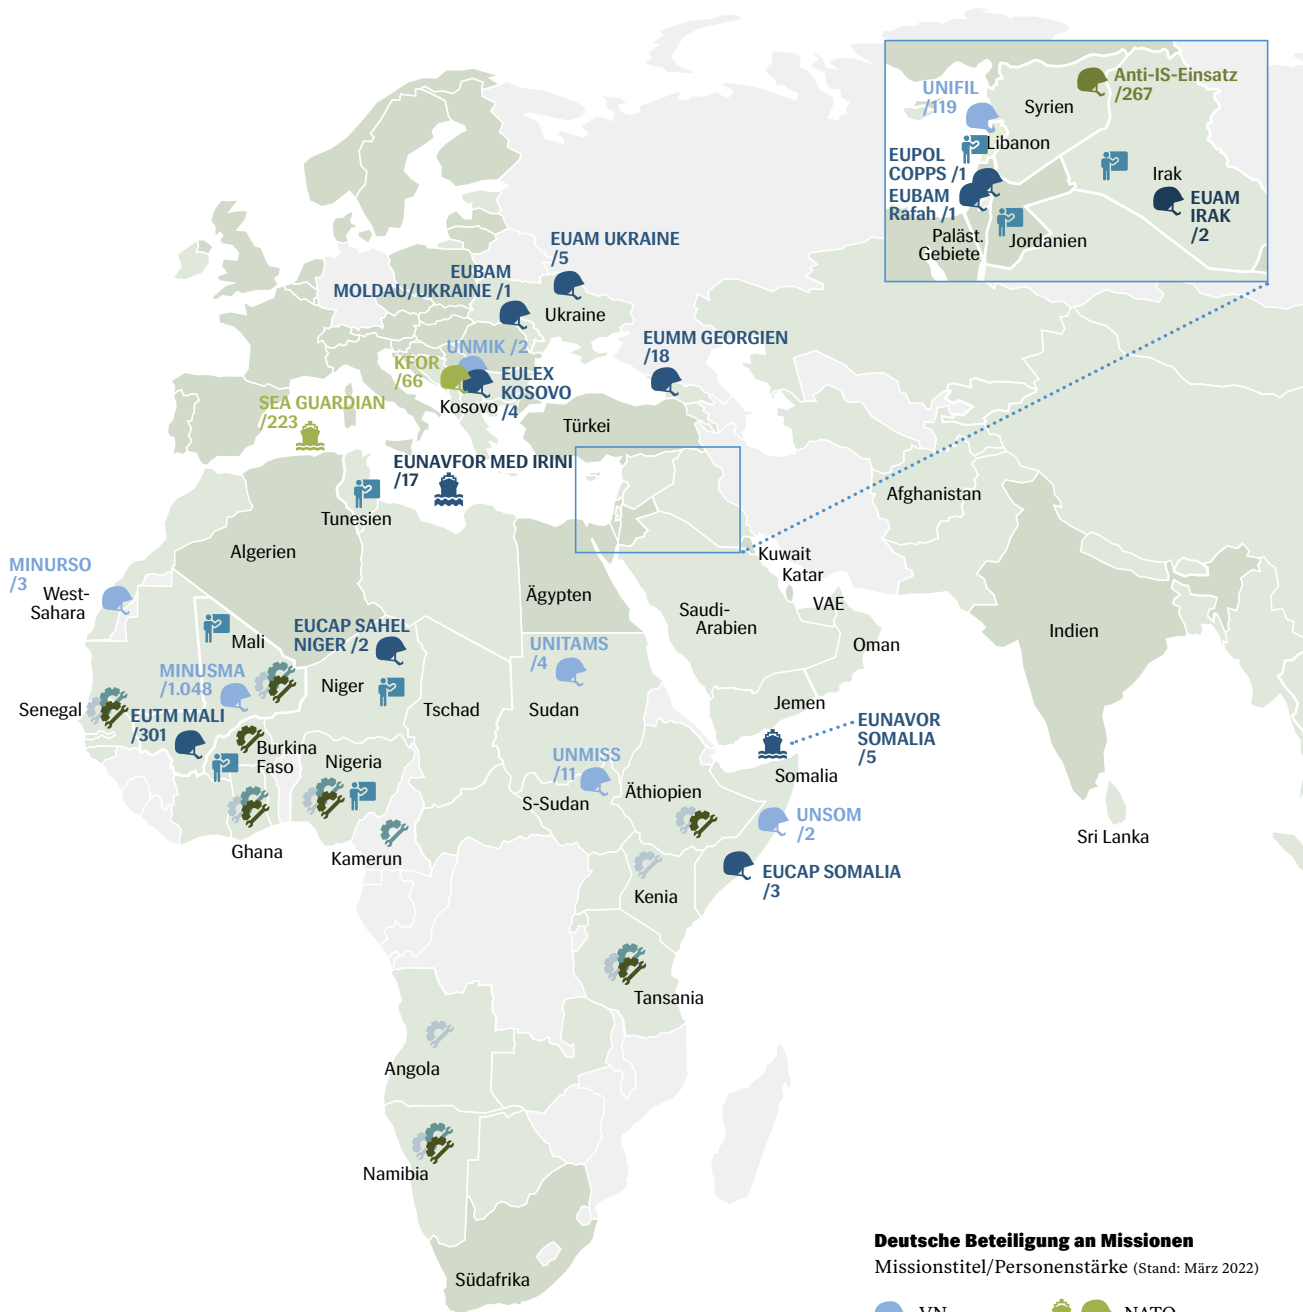 Anti-IS-Einsatz
/267
UNIFIL
/119
Syrien
Libanon
EUPOL
COPPS /1
EUBAM
Rafah /1
Irak
EUAM
IRAK
/2
Paläst.
Gebiete
Jordanien
EUAM UKRAINE
/5
EUBAM
MOLDAU/UKRAINE /1
Ukraine
EUMM GEORGIEN
/18
UNMIK /2
KFOR
/66
EULEX
KOSOVO
/4
Kosovo
SEA GUARDIAN
/223
Türkei
EUNAVFOR MED IRINI
/17
Tunesien
Afghanistan
Algerien
Kuwait
Katar
MINURSO
/3
West-
Sahara
Ägypten
VAE
Saudi-
Arabien
Oman
Indien
Mali
EUCAP SAHEL
NIGER /2
UNITAMS
/4
MINUSMA
/1.048
Niger
Senegal
EUTM MALI
/301
Tschad
Sudan
Jemen
EUNAVOR
SOMALIA
/5
Burkina
Faso
Nigeria
UNMISS
/11
Somalia
S-Sudan
Äthiopien
UNSOM
/2
Sri Lanka
Ghana
Kamerun
EUCAP SOMALIA
/3
Kenia
Tansania
Angola
Namibia
Südafrika
Deutsche Beteiligung an Missionen
Missionstitel/Personenstärke (Stand: März 2022)
VN
NATO